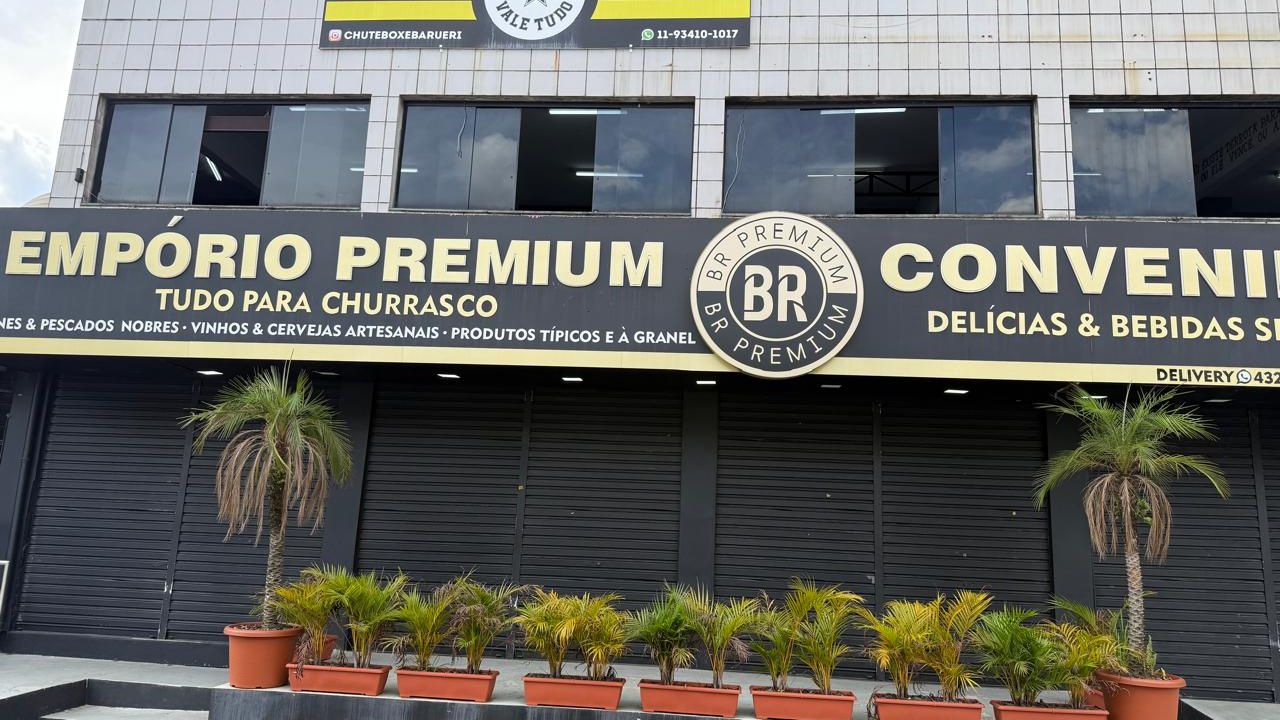 VALE TUDO
CHUTEBOXEBARUERI
11-93410-1017
EMPÓRIO PREMIUM
TUDO PARA CHURRASCO
& PESCADOS NOBRES · VINHOS & CERVEJAS ARTESANAIS · PRODUTOS TÍPICOS E À GRANEL
BR PREMIUM
BR
BR PREMIUM
CONVENI
DELÍCIAS & BEBIDAS
DELIVERY 432